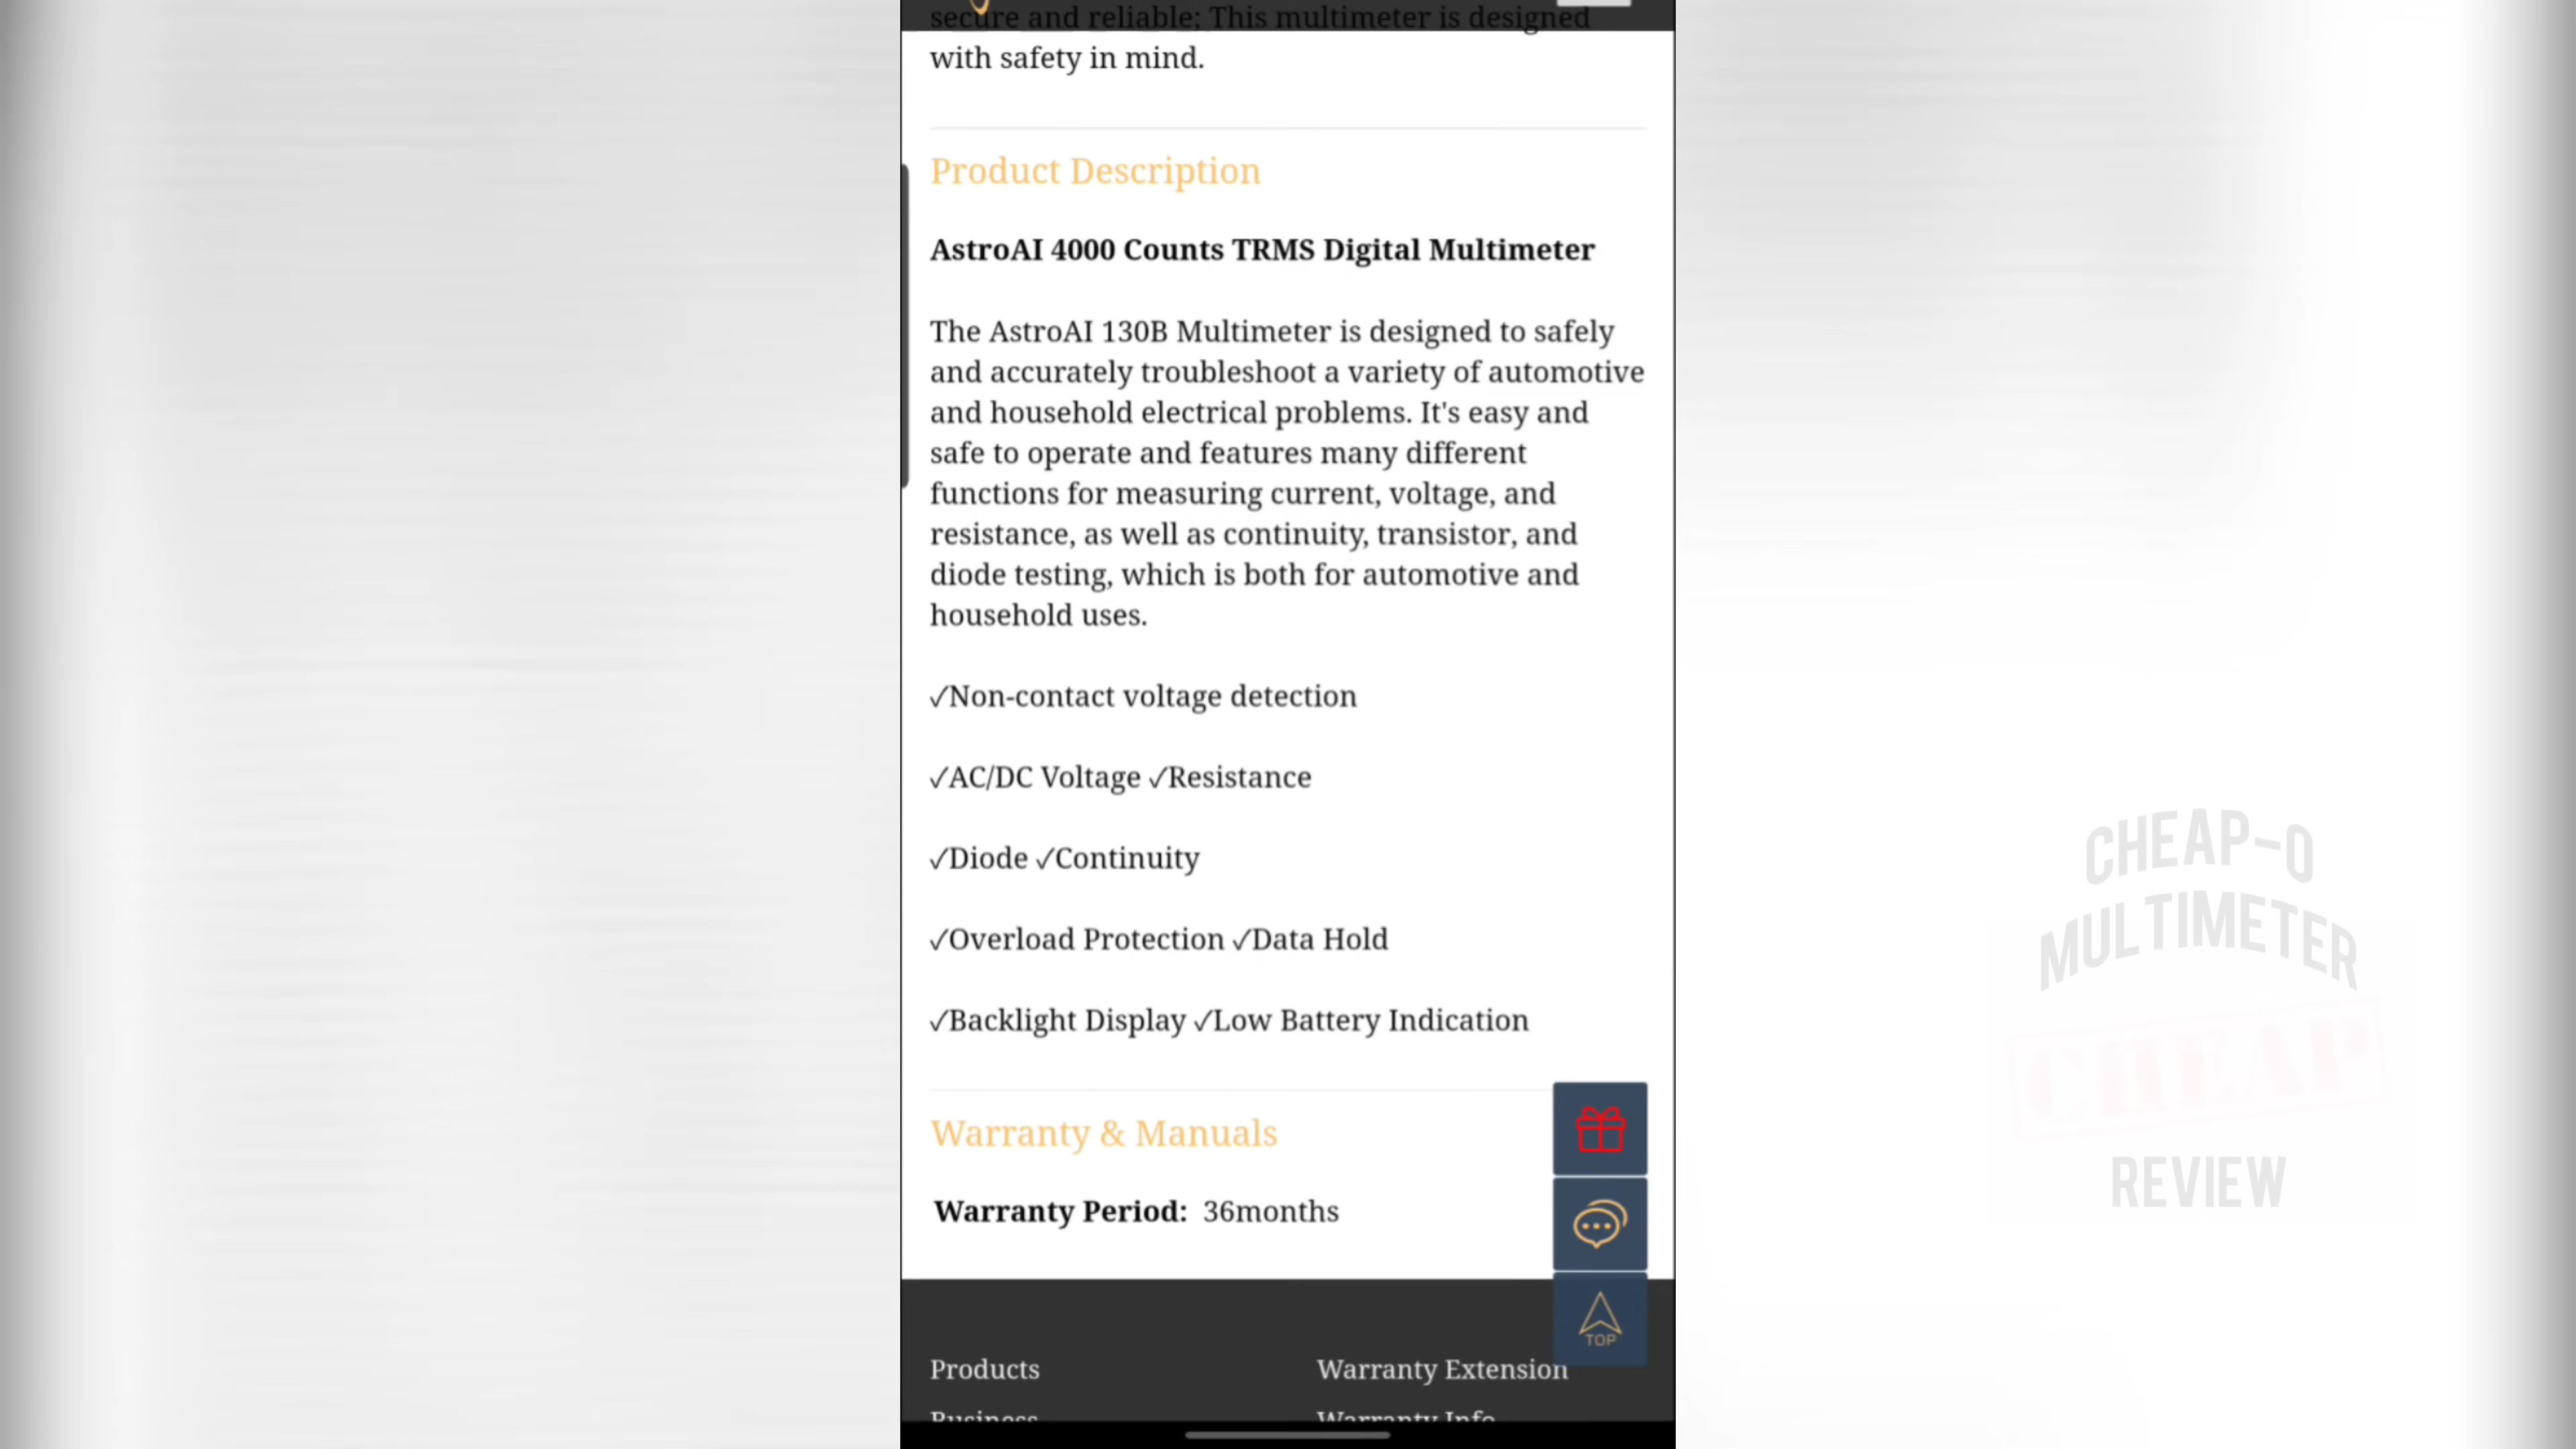 secure and reliable; This multimeter is designed
with safety in mind.
Product Description
AstroAI 4000 Counts TRMS Digital Multimeter
The AstroAI 130B Multimeter is designed to safely
and accurately troubleshoot a variety of automotive
and household electrical problems. It's easy and
safe to operate and features many different
functions for measuring current, voltage, and
resistance, as well as continuity, transistor, and
diode testing, which is both for automotive and
household uses.
✓Non-contact voltage detection
✓AC/DC Voltage ✓Resistance
✓Diode ✓Continuity
✓Overload Protection ✓Data Hold
✓Backlight Display ✓Low Battery Indication
Warranty & Manuals
Warranty Period: 36months
TOP
Products
Warranty Extension
Business
Warranty Info
CHEAP-O
MULTIMETER
CHEAP
REVIEW